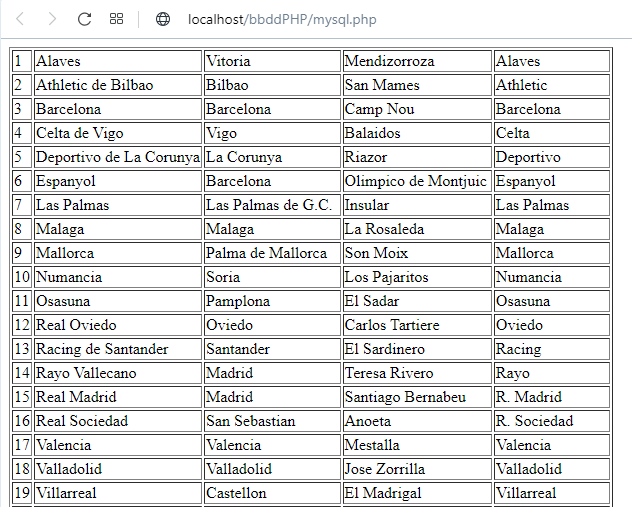 localhost/bbddPHP/mysql.php
1 Alaves Vitoria Mendizorroza Alaves
2 Athletic de Bilbao Bilbao San Mames Athletic
3 Barcelona Barcelona Camp Nou Barcelona
4 Celta de Vigo Vigo Balaidos Celta
5 Deportivo de La Corunya La Corunya Riazor Deportivo
6 Espanyol Barcelona Olimpico de Montjuic Espanyol
7 Las Palmas Las Palmas de G.C. Insular Las Palmas
8 Malaga Malaga La Rosaleda Malaga
9 Mallorca Palma de Mallorca Son Moix Mallorca
10 Numancia Soria Los Pajaritos Numancia
11 Osasuna Pamplona El Sadar Osasuna
12 Real Oviedo Oviedo Carlos Tartiere Oviedo
13 Racing de Santander Santander El Sardinero Racing
14 Rayo Vallecano Madrid Teresa Rivero Rayo
15 Real Madrid Madrid Santiago Bernabeu R. Madrid
16 Real Sociedad San Sebastian Anoeta R. Sociedad
17 Valencia Valencia Mestalla Valencia
18 Valladolid Valladolid Jose Zorrilla Valladolid
19 Villarreal Castellon El Madrigal Villarreal